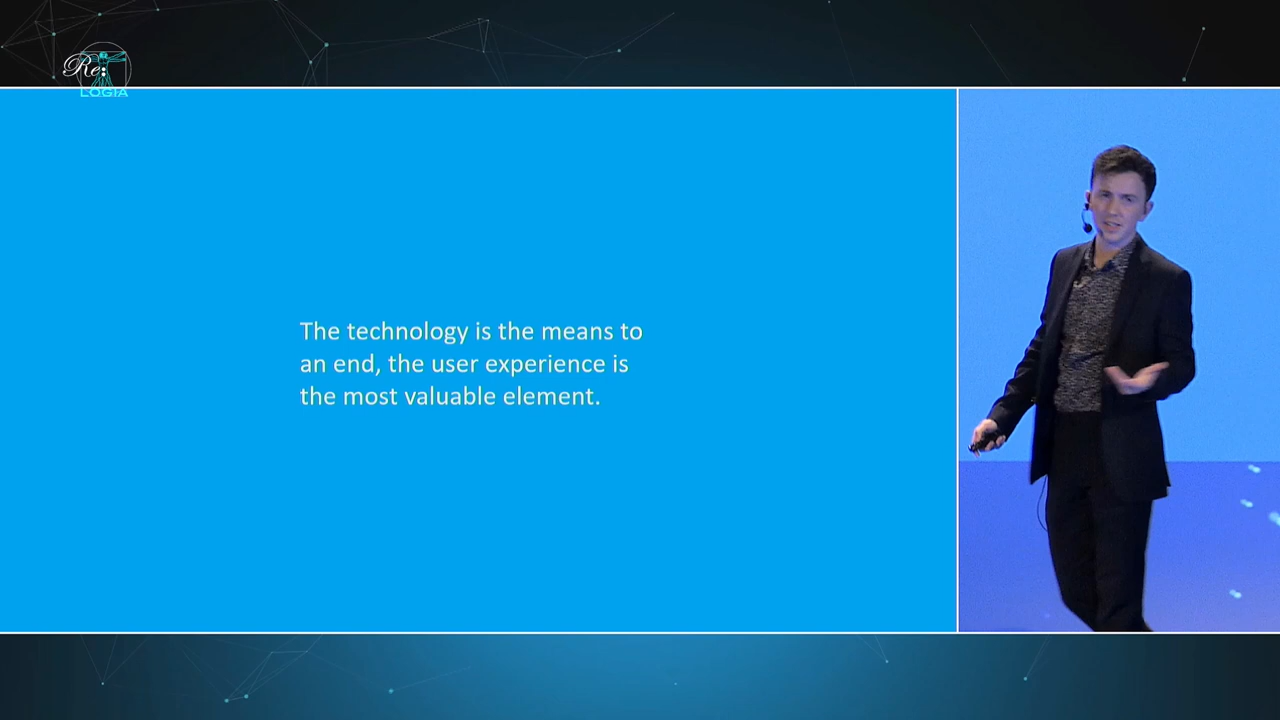 Re:
LOGIA
The technology is the means to
an end, the user experience is
the most valuable element.